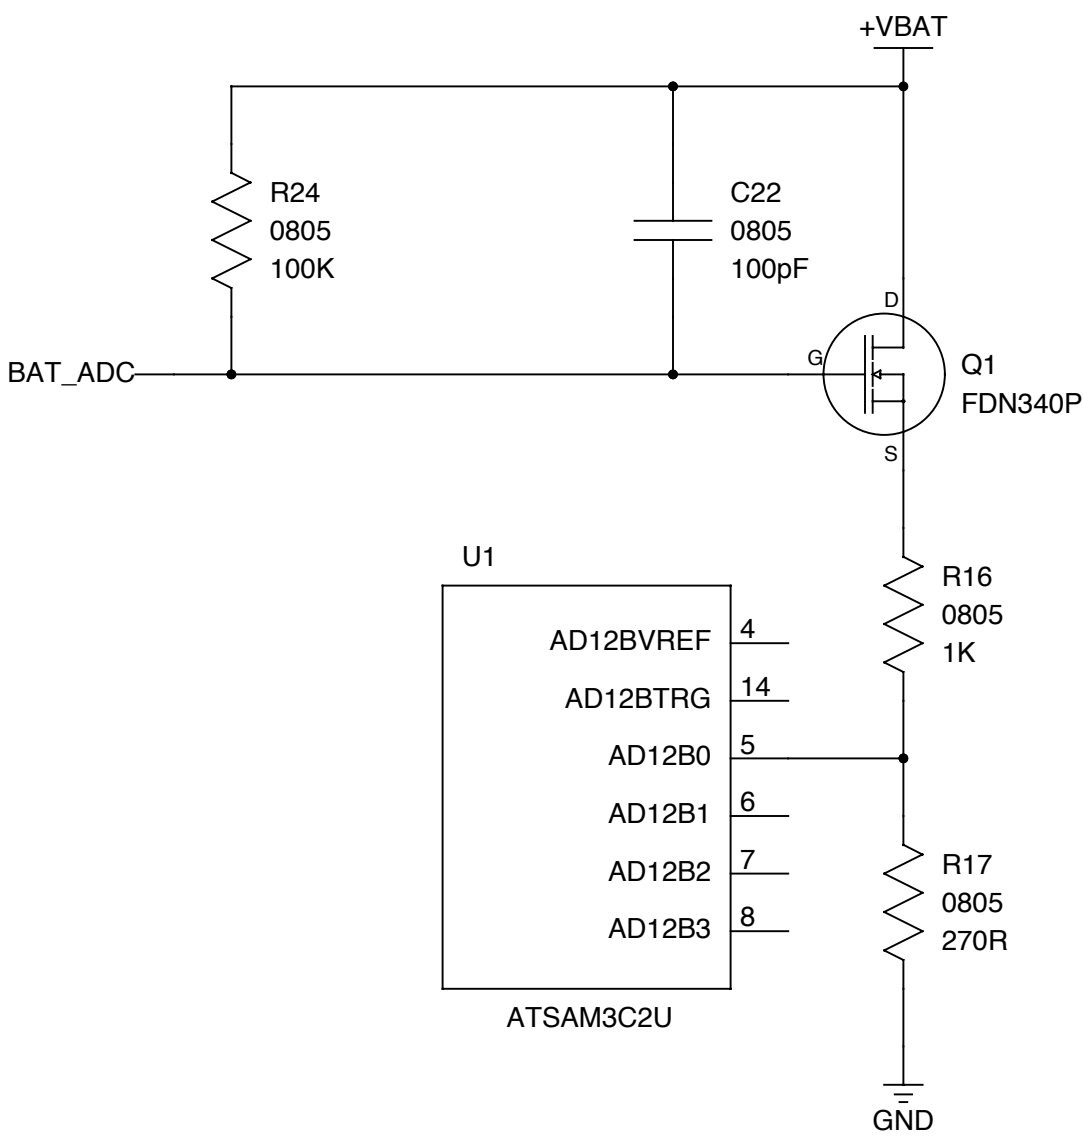 +VBAT
R24
0805
100K
C22
0805
100pF
D
BAT_ADC
G
Q1
FDN340P
S
U1
R16
0805
1K
AD12BVREF 4
AD12BTRG 14
AD12B0 5
AD12B1 6
AD12B2 7
AD12B3 8
R17
0805
270R
ATSAM3C2U
GND